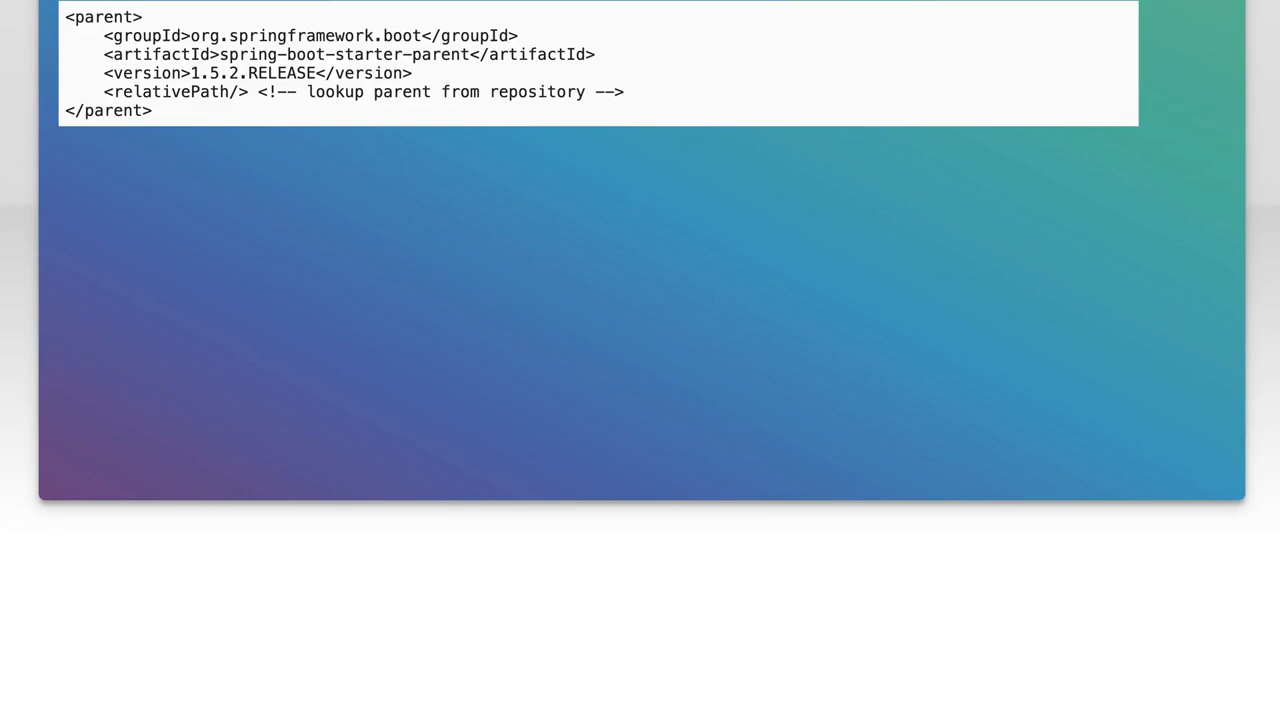 <parent>
    <groupId>org.springframework.boot</groupId>
    <artifactId>spring-boot-starter-parent</artifactId>
    <version>1.5.2.RELEASE</version>
    <relativePath/> <!-- lookup parent from repository -->
</parent>